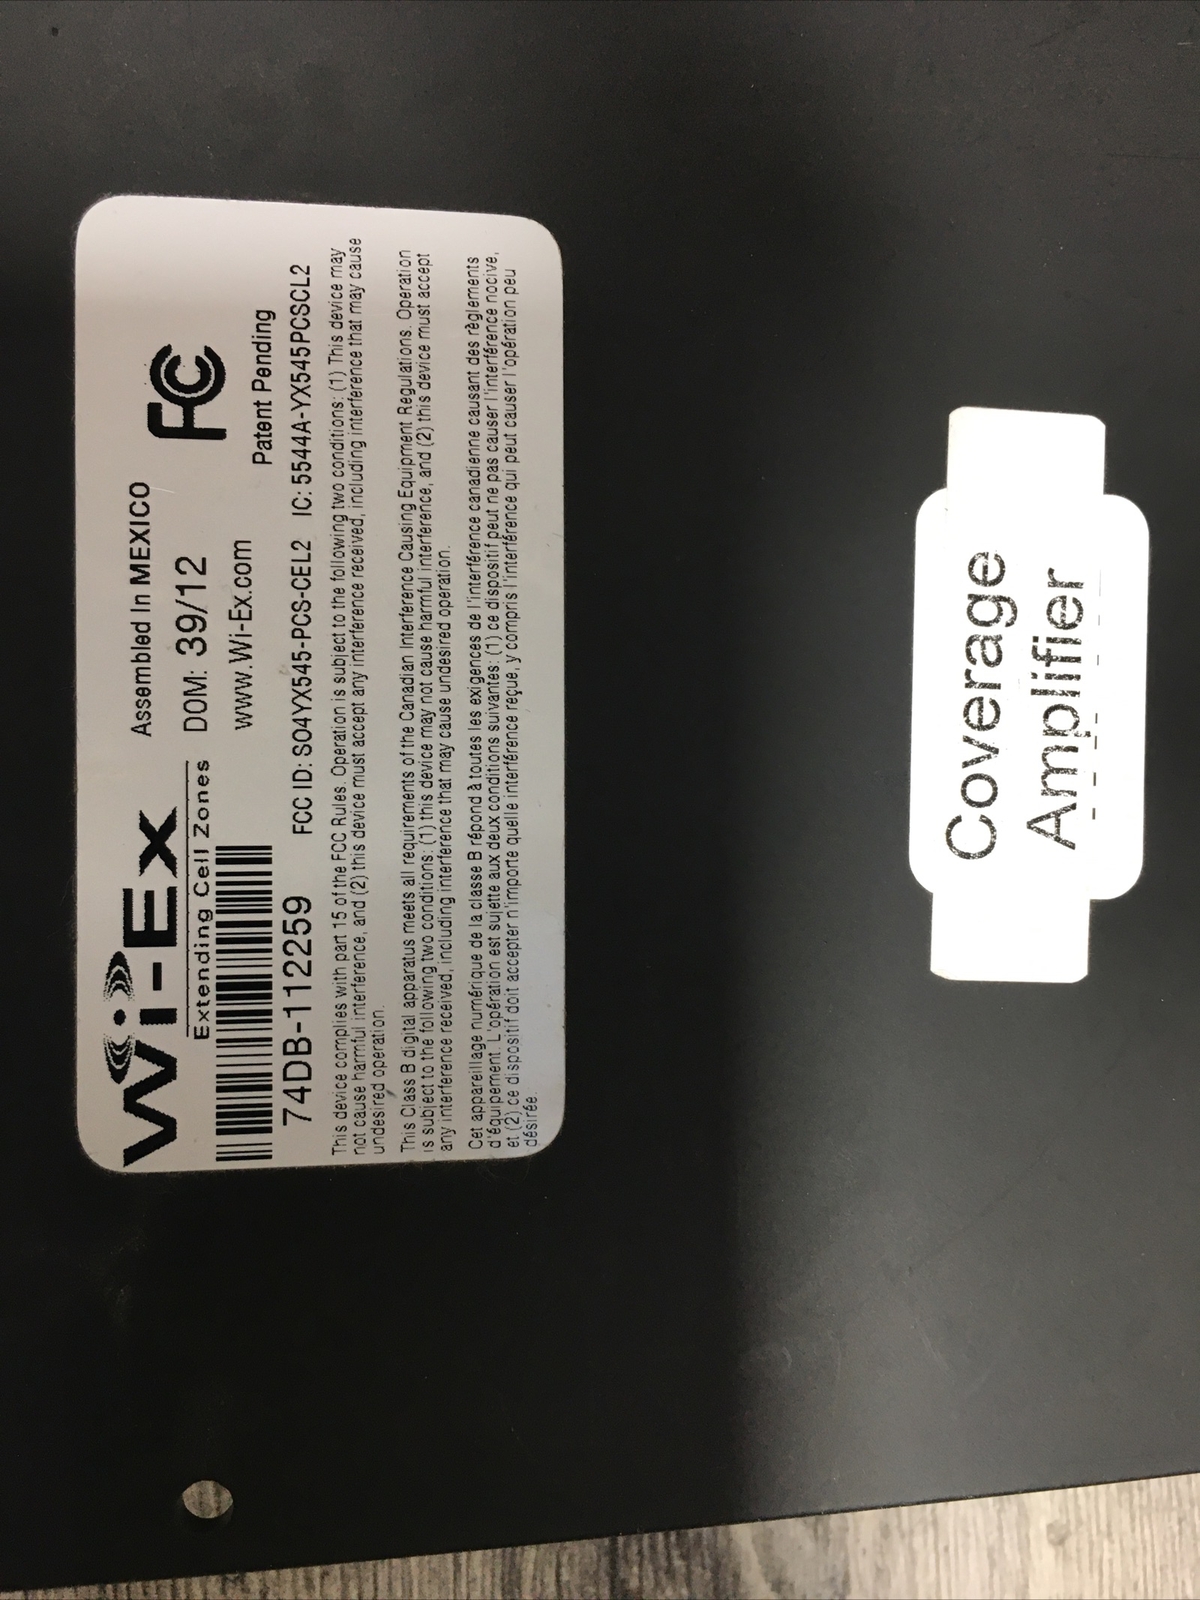 Wi-Ex
Extending Cell Zones
Assembled In MEXICO
DOM: 39/12
www.Wi-Ex.com
FC
Patent Pending
74DB-112259
FCC ID: SO4YX545-PCS-CEL2 IC: 5544A-YX545PCSCL2
This device complies with part 15 of the FCC Rules. Operation is subject to the following two conditions: (1) This device may
not cause harmful interference, and (2) this device must accept any interference received, including interference that may cause
undesired operation.
This Class B digital apparatus meets all requirements of the Canadian Interference Causing Equipment Regulations. Operation
is subject to the following two conditions: (1) this device may not cause harmful interference, and (2) this device must accept
any interference received, including interference that may cause undesired operation.
Cet appareillage numérique de la classe B répond à toutes les exigences de l'interférence canadienne causant des règlements
d'équipement. L'opération est sujette aux deux conditions suivantes: (1) ce dispositif peut ne pas causer l'interférence nocive,
et (2) ce dispositif doit accepter n'importe quelle interférence reçue, y compris l'interférence qui peut causer l'opération peu
désirée.
Coverage
Amplifier